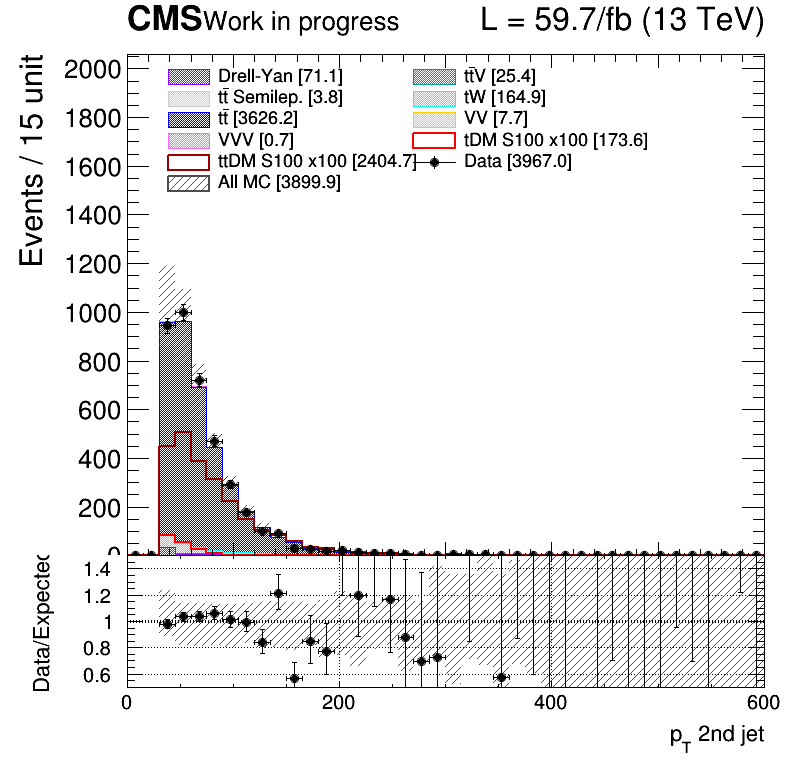 CMS Work in progress L = 59.7/fb (13 TeV)
Events / 15 unit
2000
1800
1600
1400
1200
1000
800
600
400
200
0
Drell-Yan [71.1] tt̄V [25.4]
tt̄ Semilep. [3.8] tW [164.9]
tt̄ [3626.2] VV [7.7]
VVV [0.7] tDM S100 x100 [173.6]
ttDM S100 x100 [2404.7] Data [3967.0]
All MC [3899.9]
Data/Expected
1.4
1.2
1
0.8
0.6
0 200 400 600
p_T 2nd jet